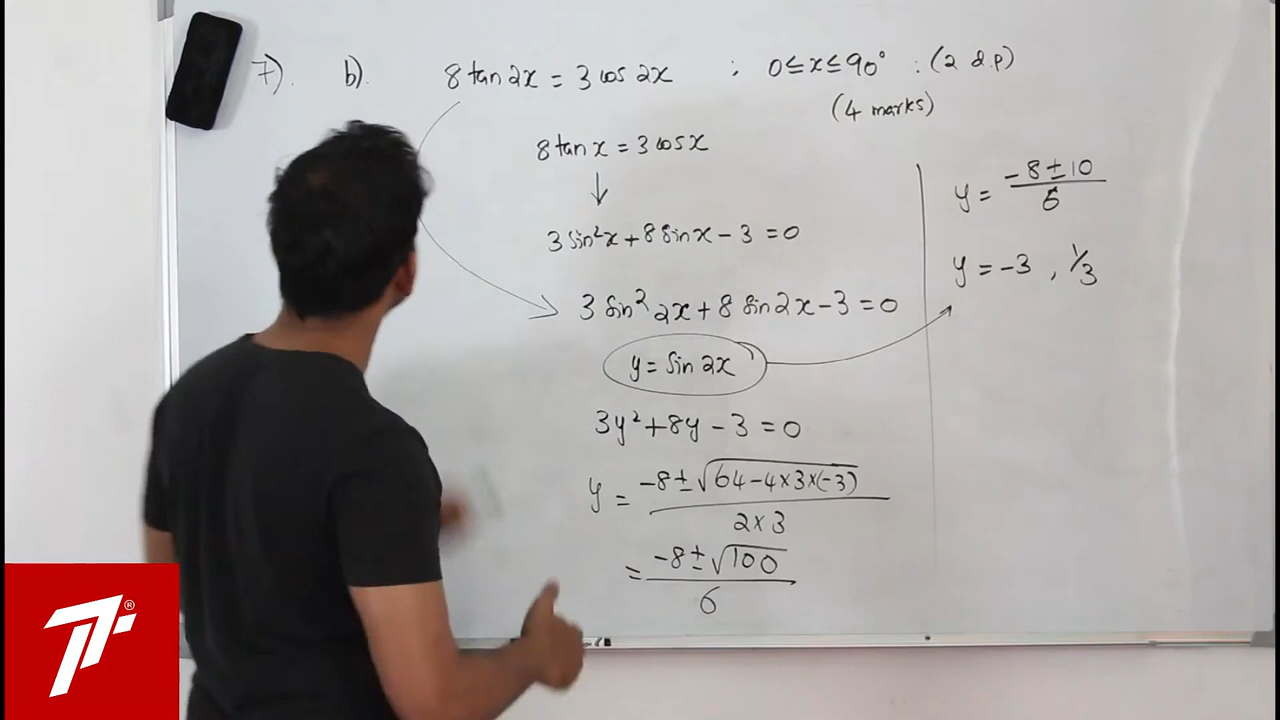 7). b). 8 tan 2x = 3 cos 2x ; 0 ≤ x ≤ 90° : (2 d.p)
(4 marks)
8 tan x = 3 cos x
↓
3 sin²x + 8 sin x − 3 = 0
3 sin² 2x + 8 sin 2x − 3 = 0
y = sin 2x
3y² + 8y − 3 = 0
y = (−8 ± √(64 − 4×3×(−3))) / (2×3)
= (−8 ± √100) / 6
y = (−8 ± 10) / 6
y = −3 , 1/3